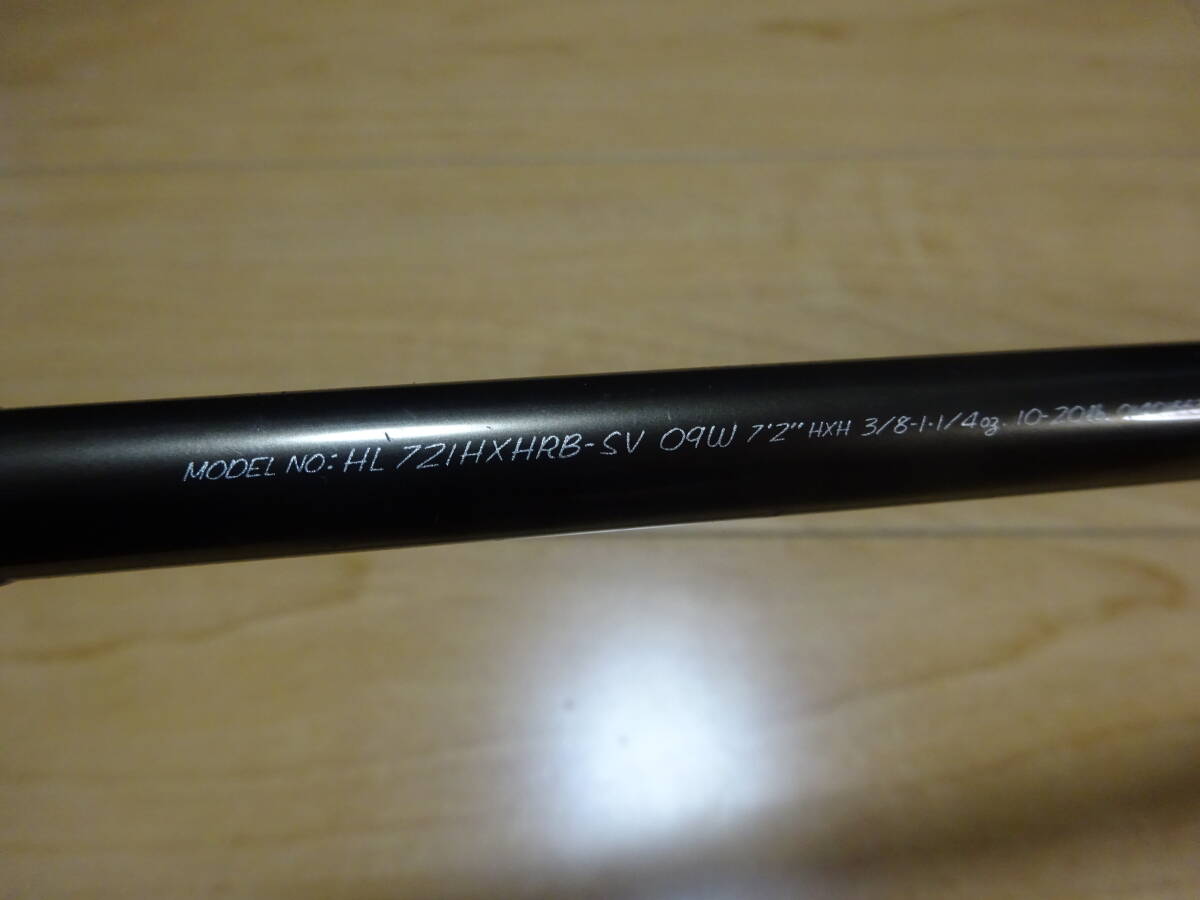 MODEL NO: HL 721HXHRB-SV 09W 7'2" HXH 3/8-1-1/4oz. 10-20lb.